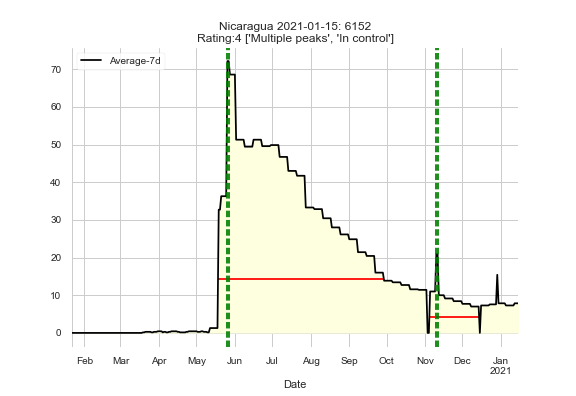 Nicaragua 2021-01-15: 6152
Rating:4 ['Multiple peaks', 'In control']
Average-7d
70
60
50
40
30
20
10
0
Feb Mar Apr May Jun Jul Aug Sep Oct Nov Dec Jan
2021
Date